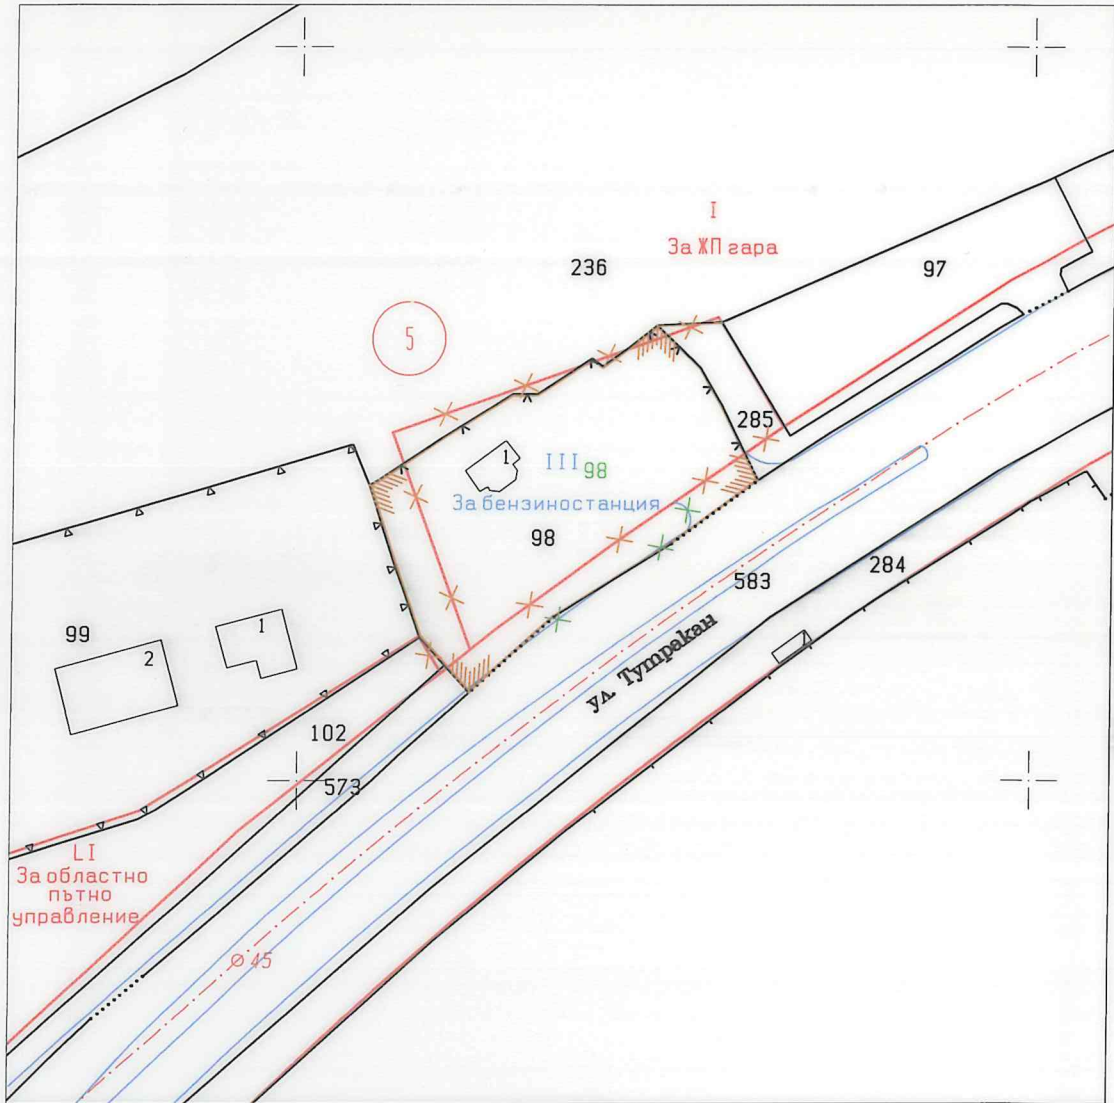 I
За ЖП гара
236
97
5
285
1
III 98
За бензиностанция
98
583
284
99
1
2
ул. Тутракан
102
573
LI
За областно
пътно
управление
45